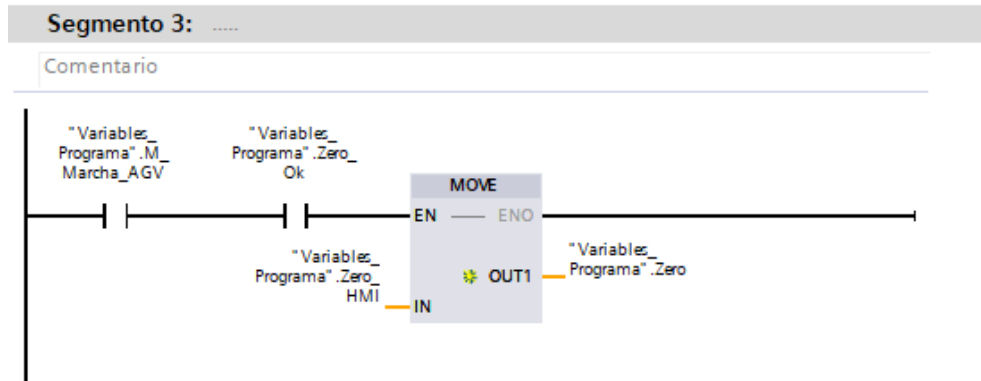 Segmento 3: .....
Comentario
"Variables_
Programa".M_
Marcha_AGV
"Variables_
Programa".Zero_
Ok
MOVE
EN
ENO
"Variables_
Programa".Zero_
HMI
IN
OUT1
"Variables_
Programa".Zero